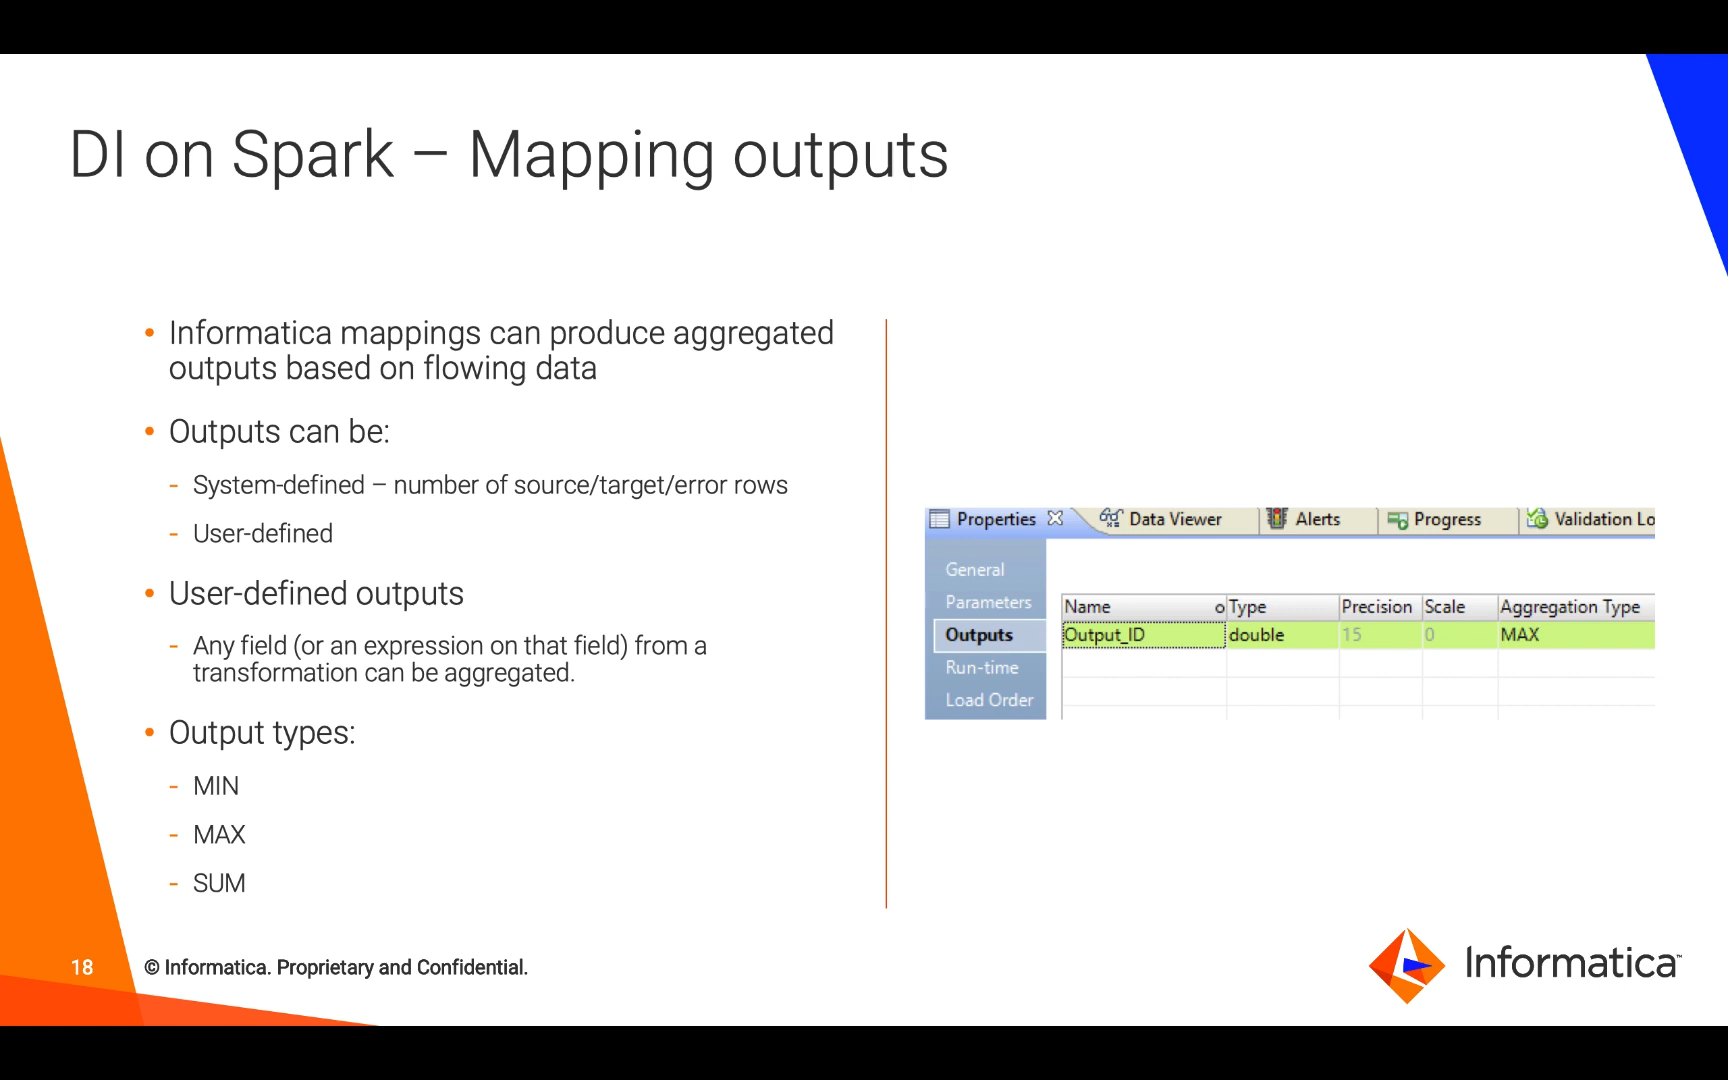 DI on Spark – Mapping outputs
• Informatica mappings can produce aggregated
outputs based on flowing data
• Outputs can be:
- System-defined – number of source/target/error rows
- User-defined
• User-defined outputs
- Any field (or an expression on that field) from a
transformation can be aggregated.
• Output types:
- MIN
- MAX
- SUM
Properties Data Viewer Alerts Progress Validation Lo
General
Parameters
Outputs
Run-time
Load Order
Name Type Precision Scale Aggregation Type
Output_ID double 15 0 MAX
18 © Informatica. Proprietary and Confidential.
Informatica™